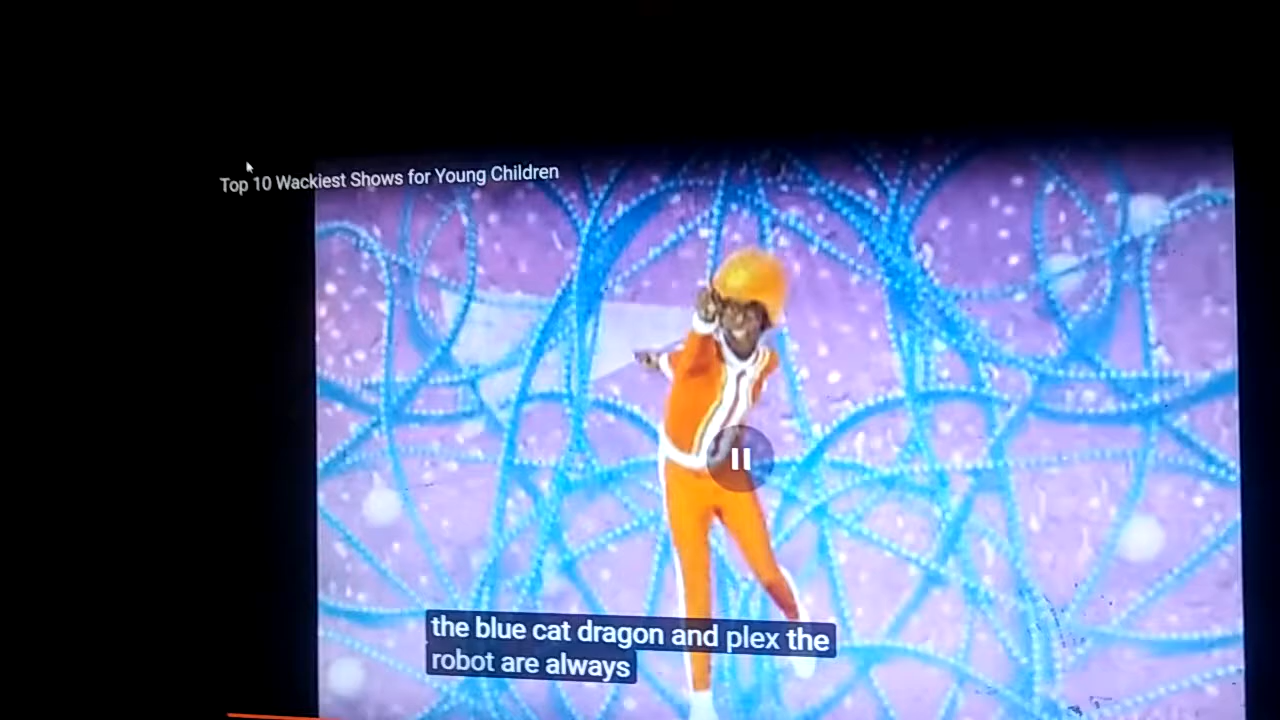 Top 10 Wackiest Shows for Young Children
the blue cat dragon and plex the
robot are always